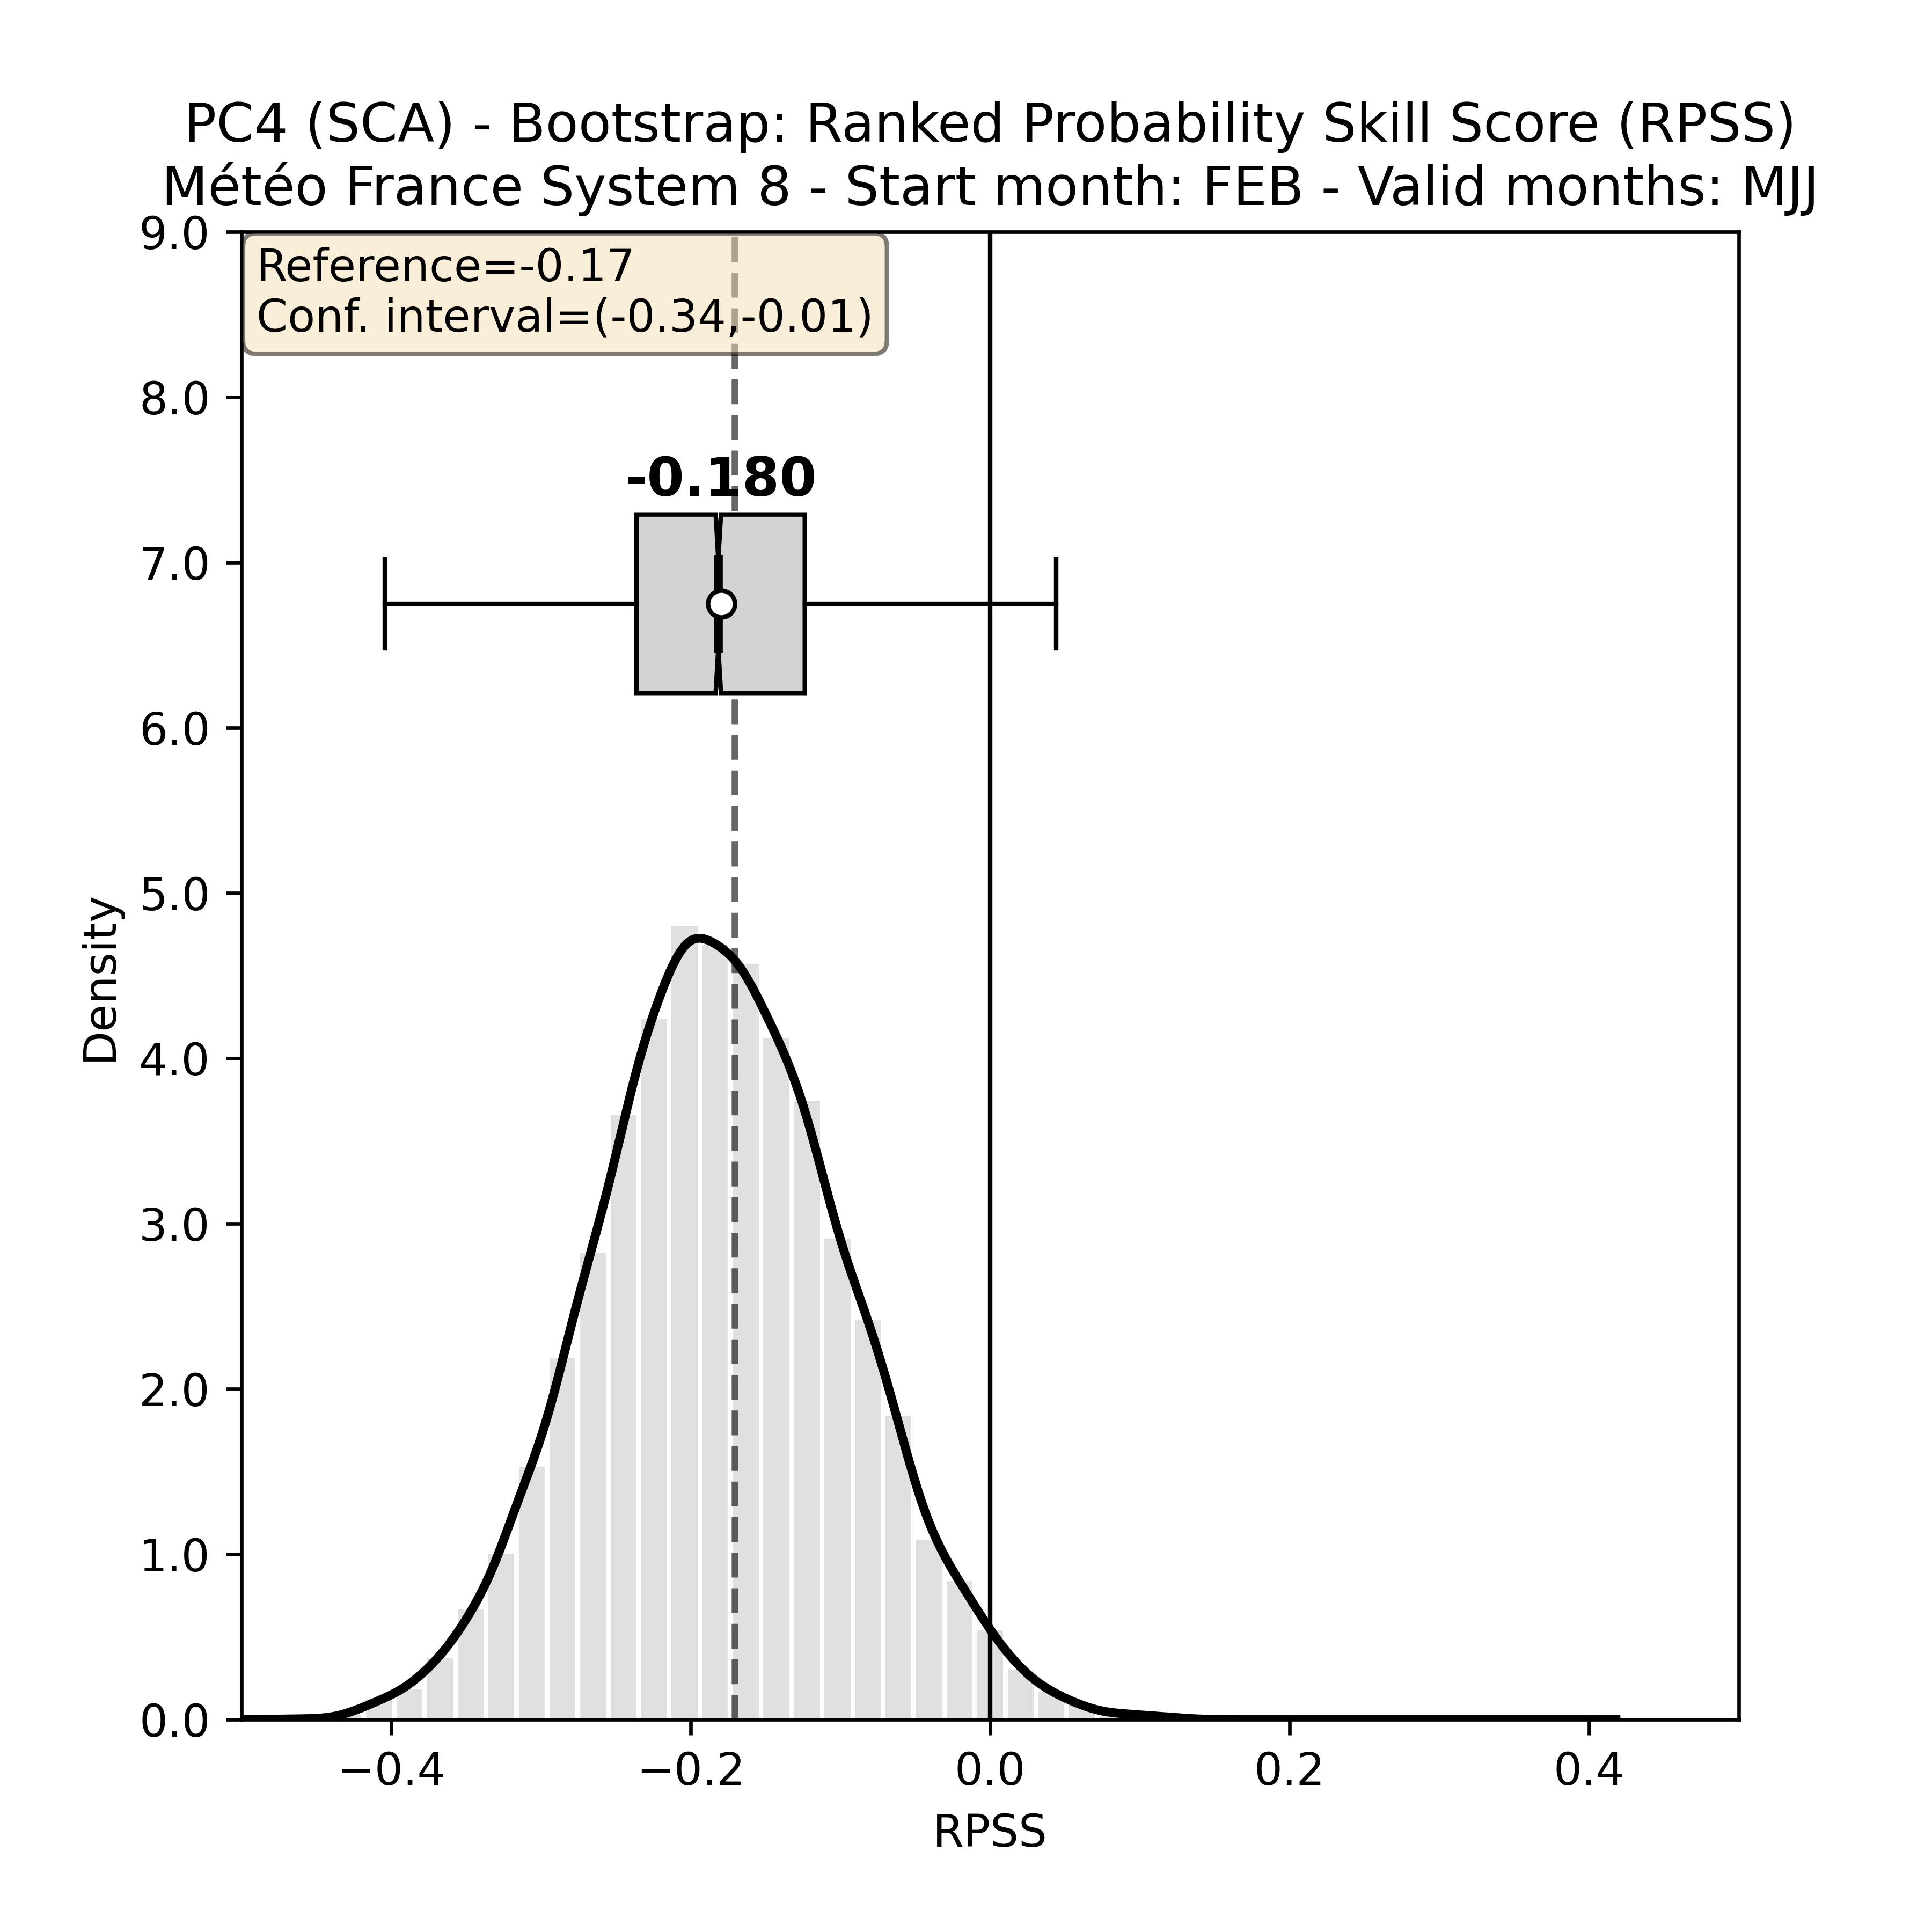 PC4 (SCA) - Bootstrap: Ranked Probability Skill Score (RPSS)
Météo France System 8 - Start month: FEB - Valid months: MJJ
9.0
Reference=-0.17
Conf. interval=(-0.34,-0.01)
8.0
-0.180
7.0
6.0
5.0
Density
4.0
3.0
2.0
1.0
0.0
−0.4 −0.2 0.0 0.2 0.4
RPSS